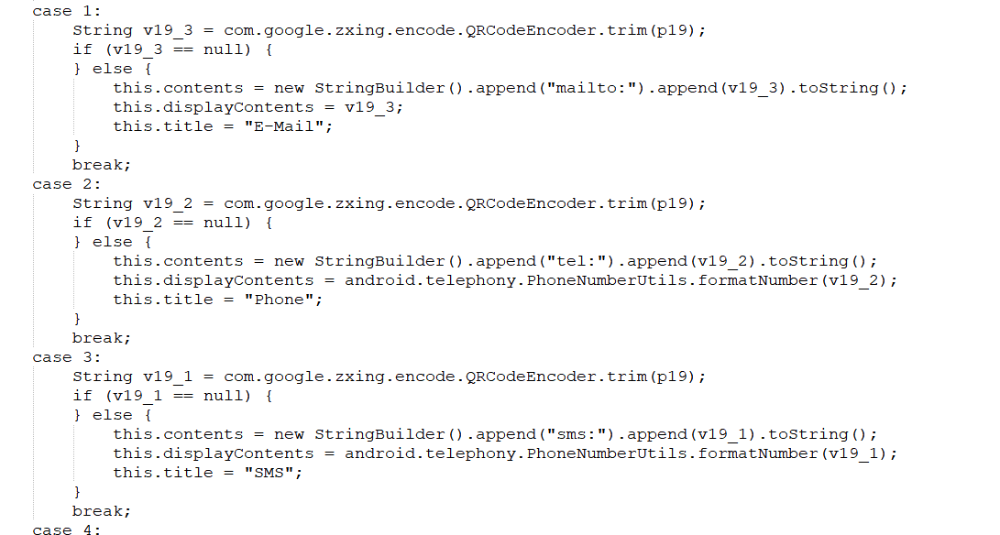 case 1:
    String v19_3 = com.google.zxing.encode.QRCodeEncoder.trim(p19);
    if (v19_3 == null) {
    } else {
        this.contents = new StringBuilder().append("mailto:").append(v19_3).toString();
        this.displayContents = v19_3;
        this.title = "E-Mail";
    }
    break;
case 2:
    String v19_2 = com.google.zxing.encode.QRCodeEncoder.trim(p19);
    if (v19_2 == null) {
    } else {
        this.contents = new StringBuilder().append("tel:").append(v19_2).toString();
        this.displayContents = android.telephony.PhoneNumberUtils.formatNumber(v19_2);
        this.title = "Phone";
    }
    break;
case 3:
    String v19_1 = com.google.zxing.encode.QRCodeEncoder.trim(p19);
    if (v19_1 == null) {
    } else {
        this.contents = new StringBuilder().append("sms:").append(v19_1).toString();
        this.displayContents = android.telephony.PhoneNumberUtils.formatNumber(v19_1);
        this.title = "SMS";
    }
    break;
case 4: